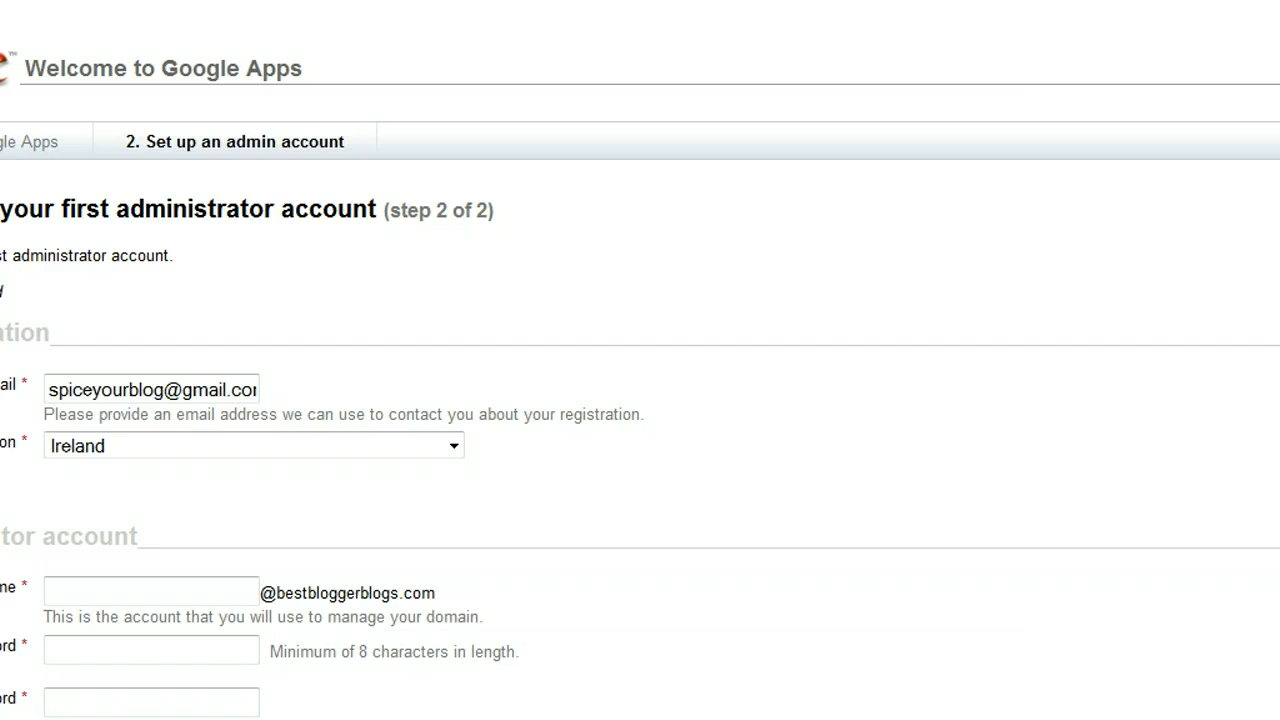 Welcome to Google Apps
gle Apps
2. Set up an admin account
your first administrator account (step 2 of 2)
st administrator account.
ation
ail *
spiceyourblog@gmail.com
Please provide an email address we can use to contact you about your registration.
on *
Ireland
tor account
me *
@bestbloggerblogs.com
This is the account that you will use to manage your domain.
ord *
Minimum of 8 characters in length.
ord *